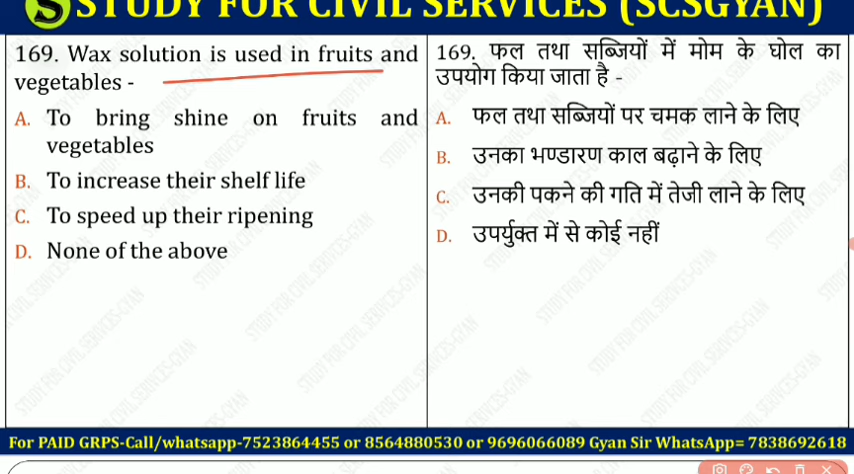 STUDY FOR CIVIL SERVICES (SCSGYAN)
169. Wax solution is used in fruits and
vegetables -
A. To bring shine on fruits and
vegetables
B. To increase their shelf life
C. To speed up their ripening
D. None of the above
169. फल तथा सब्जियों में मोम के घोल का
उपयोग किया जाता है -
A. फल तथा सब्जियों पर चमक लाने के लिए
B. उनका भण्डारण काल बढ़ाने के लिए
C. उनकी पकने की गति में तेजी लाने के लिए
D. उपर्युक्त में से कोई नहीं
For PAID GRPS-Call/whatsapp-7523864455 or 8564880530 or 9696066089 Gyan Sir WhatsApp= 7838692618